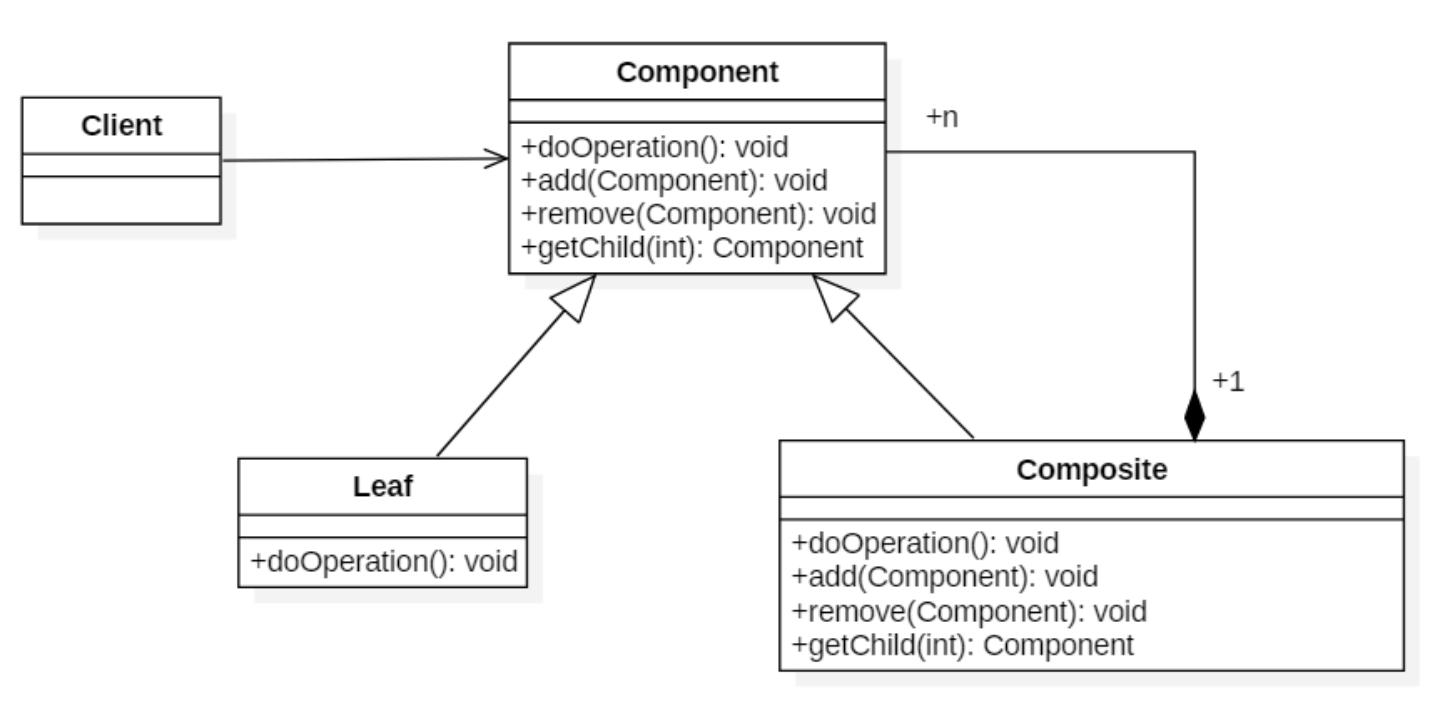 Client
Component
+doOperation(): void
+add(Component): void
+remove(Component): void
+getChild(int): Component
+n
+1
Leaf
+doOperation(): void
Composite
+doOperation(): void
+add(Component): void
+remove(Component): void
+getChild(int): Component